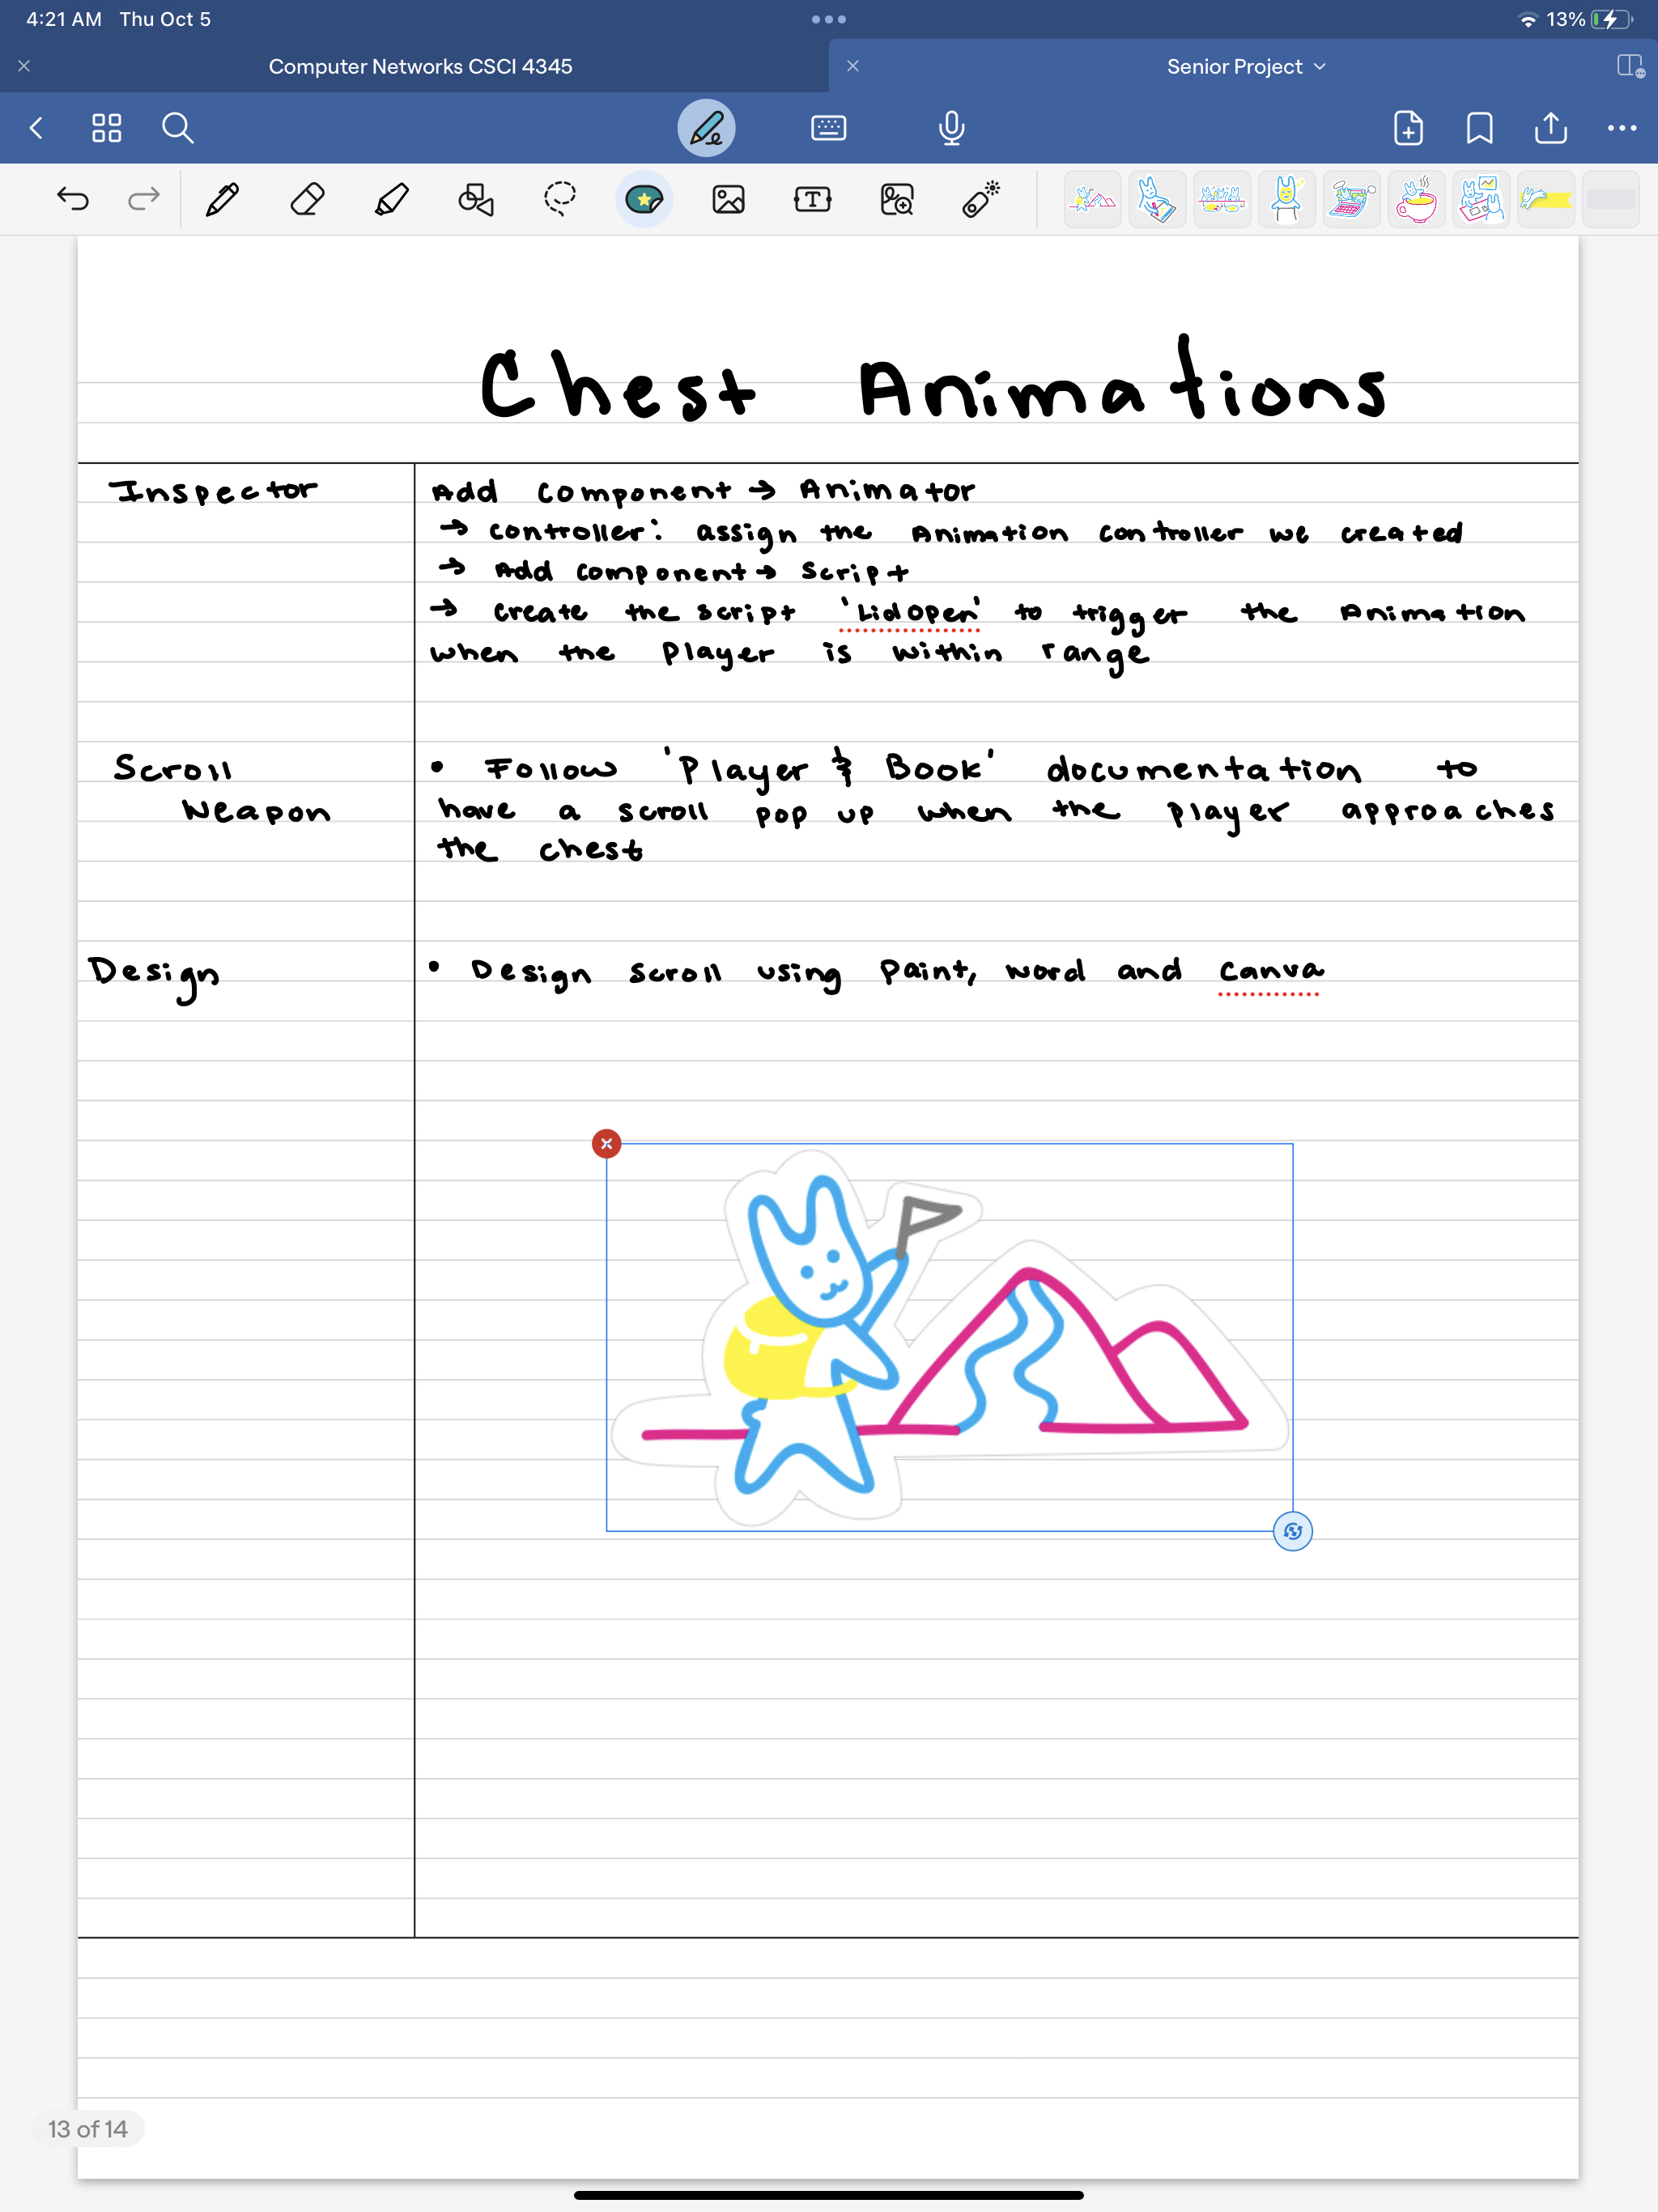 4:21 AM Thu Oct 5
13%
Computer Networks CSCI 4345
Senior Project
Chest Animations
Inspector
Add Component → Animator
→ controller: assign the Animation controller we created
→ Add component → Script
→ create the script 'LidOpen' to trigger the Animation
when the Player is within range
Scroll
Weapon
• Follow 'Player & Book' documentation to
have a scroll pop up when the player approaches
the chest
Design
• Design scroll using Paint, word and canva
13 of 14